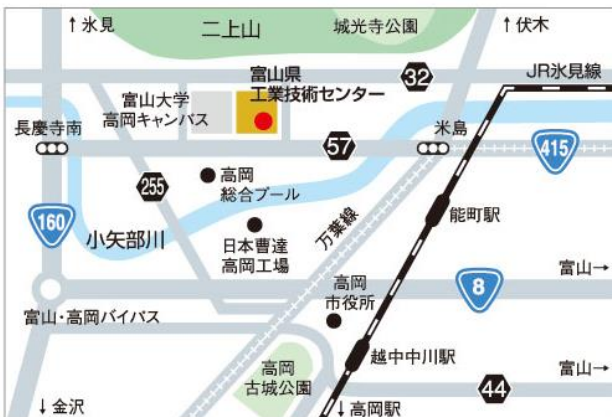 ↑氷見
二上山
城光寺公園
↑伏木
富山県
工業技術センター
32
JR氷見線
富山大学
高岡キャンパス
長慶寺南
57
米島
415
255
高岡
総合プール
160
小矢部川
日本曹達
高岡工場
万葉線
能町駅
富山→
高岡
市役所
8
富山・高岡バイパス
高岡
古城公園
越中中川駅
富山→
44
↓金沢
↓高岡駅